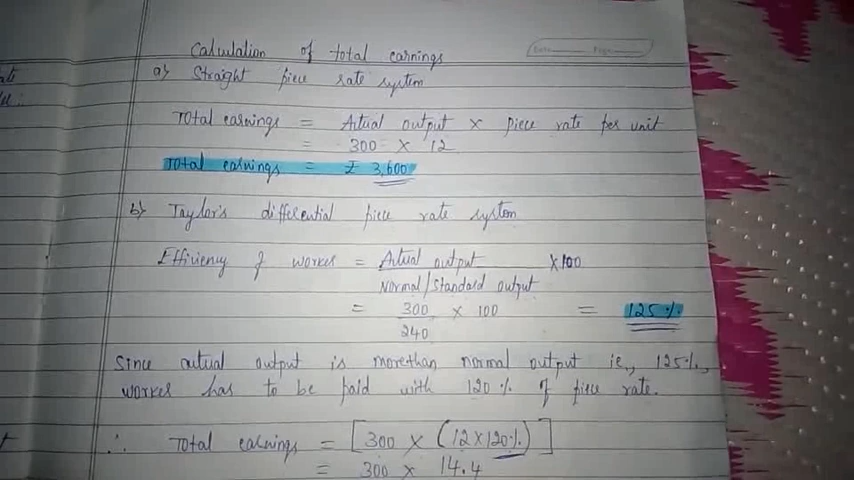 Calculation of total earnings
a) Straight piece rate system
Total earnings = Actual output × piece rate per unit
= 300 × 12
Total earnings = ₹ 3,600
b) Taylor's differential piece rate system
Efficiency of worker = Actual output ×100
Normal/Standard output
= 300 × 100 = 125%
240
Since actual output is morethan normal output ie., 125%,
worker has to be paid with 120% of piece rate.
∴ Total earnings = [300 × (12×120%)]
= 300 × 14.4